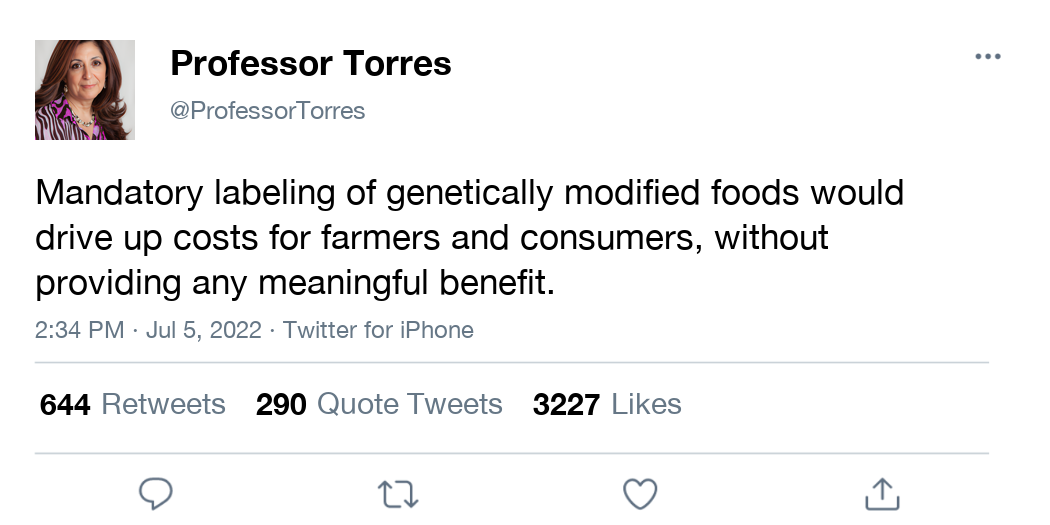 Professor Torres
@ProfessorTorres
Mandatory labeling of genetically modified foods would
drive up costs for farmers and consumers, without
providing any meaningful benefit.
2:34 PM · Jul 5, 2022 · Twitter for iPhone
644 Retweets 290 Quote Tweets 3227 Likes